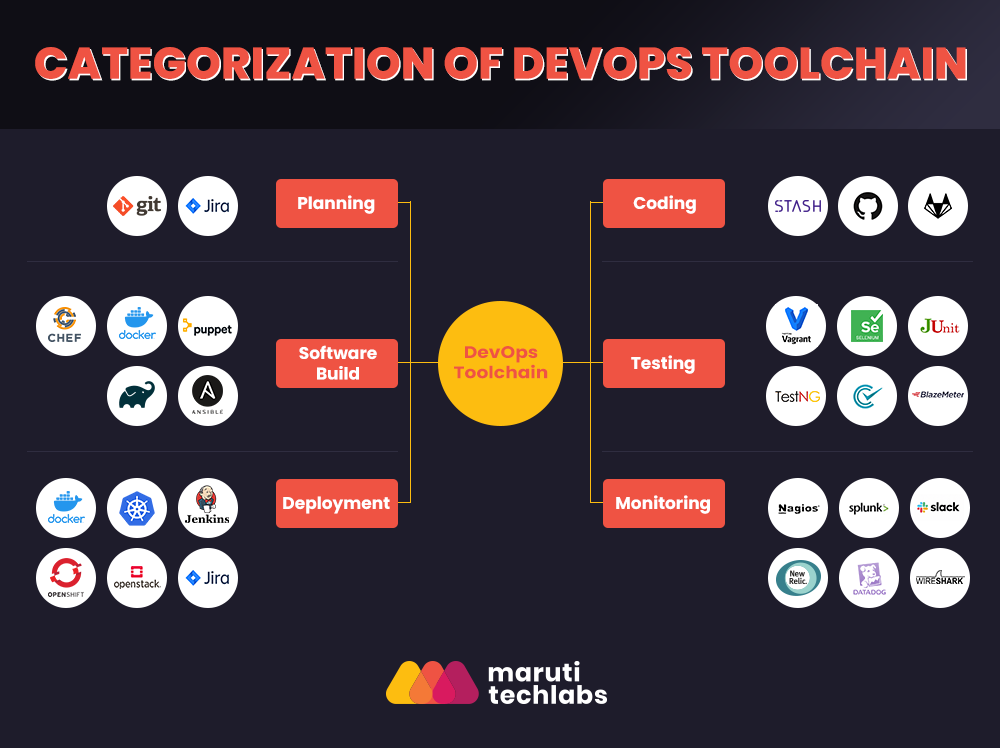 CATEGORIZATION OF DEVOPS TOOLCHAIN
git
Jira
Planning
Coding
STASH
CHEF
docker
puppet
ANSIBLE
Software
Build
DevOps
Toolchain
Testing
Vagrant
Se
SELENIUM
JUnit
TestNG
BlazeMeter
docker
Jenkins
OPENSHIFT
openstack.
Jira
Deployment
Monitoring
Nagios
splunk>
slack
New
Relic.
DATADOG
WIRESHARK
maruti
techlabs